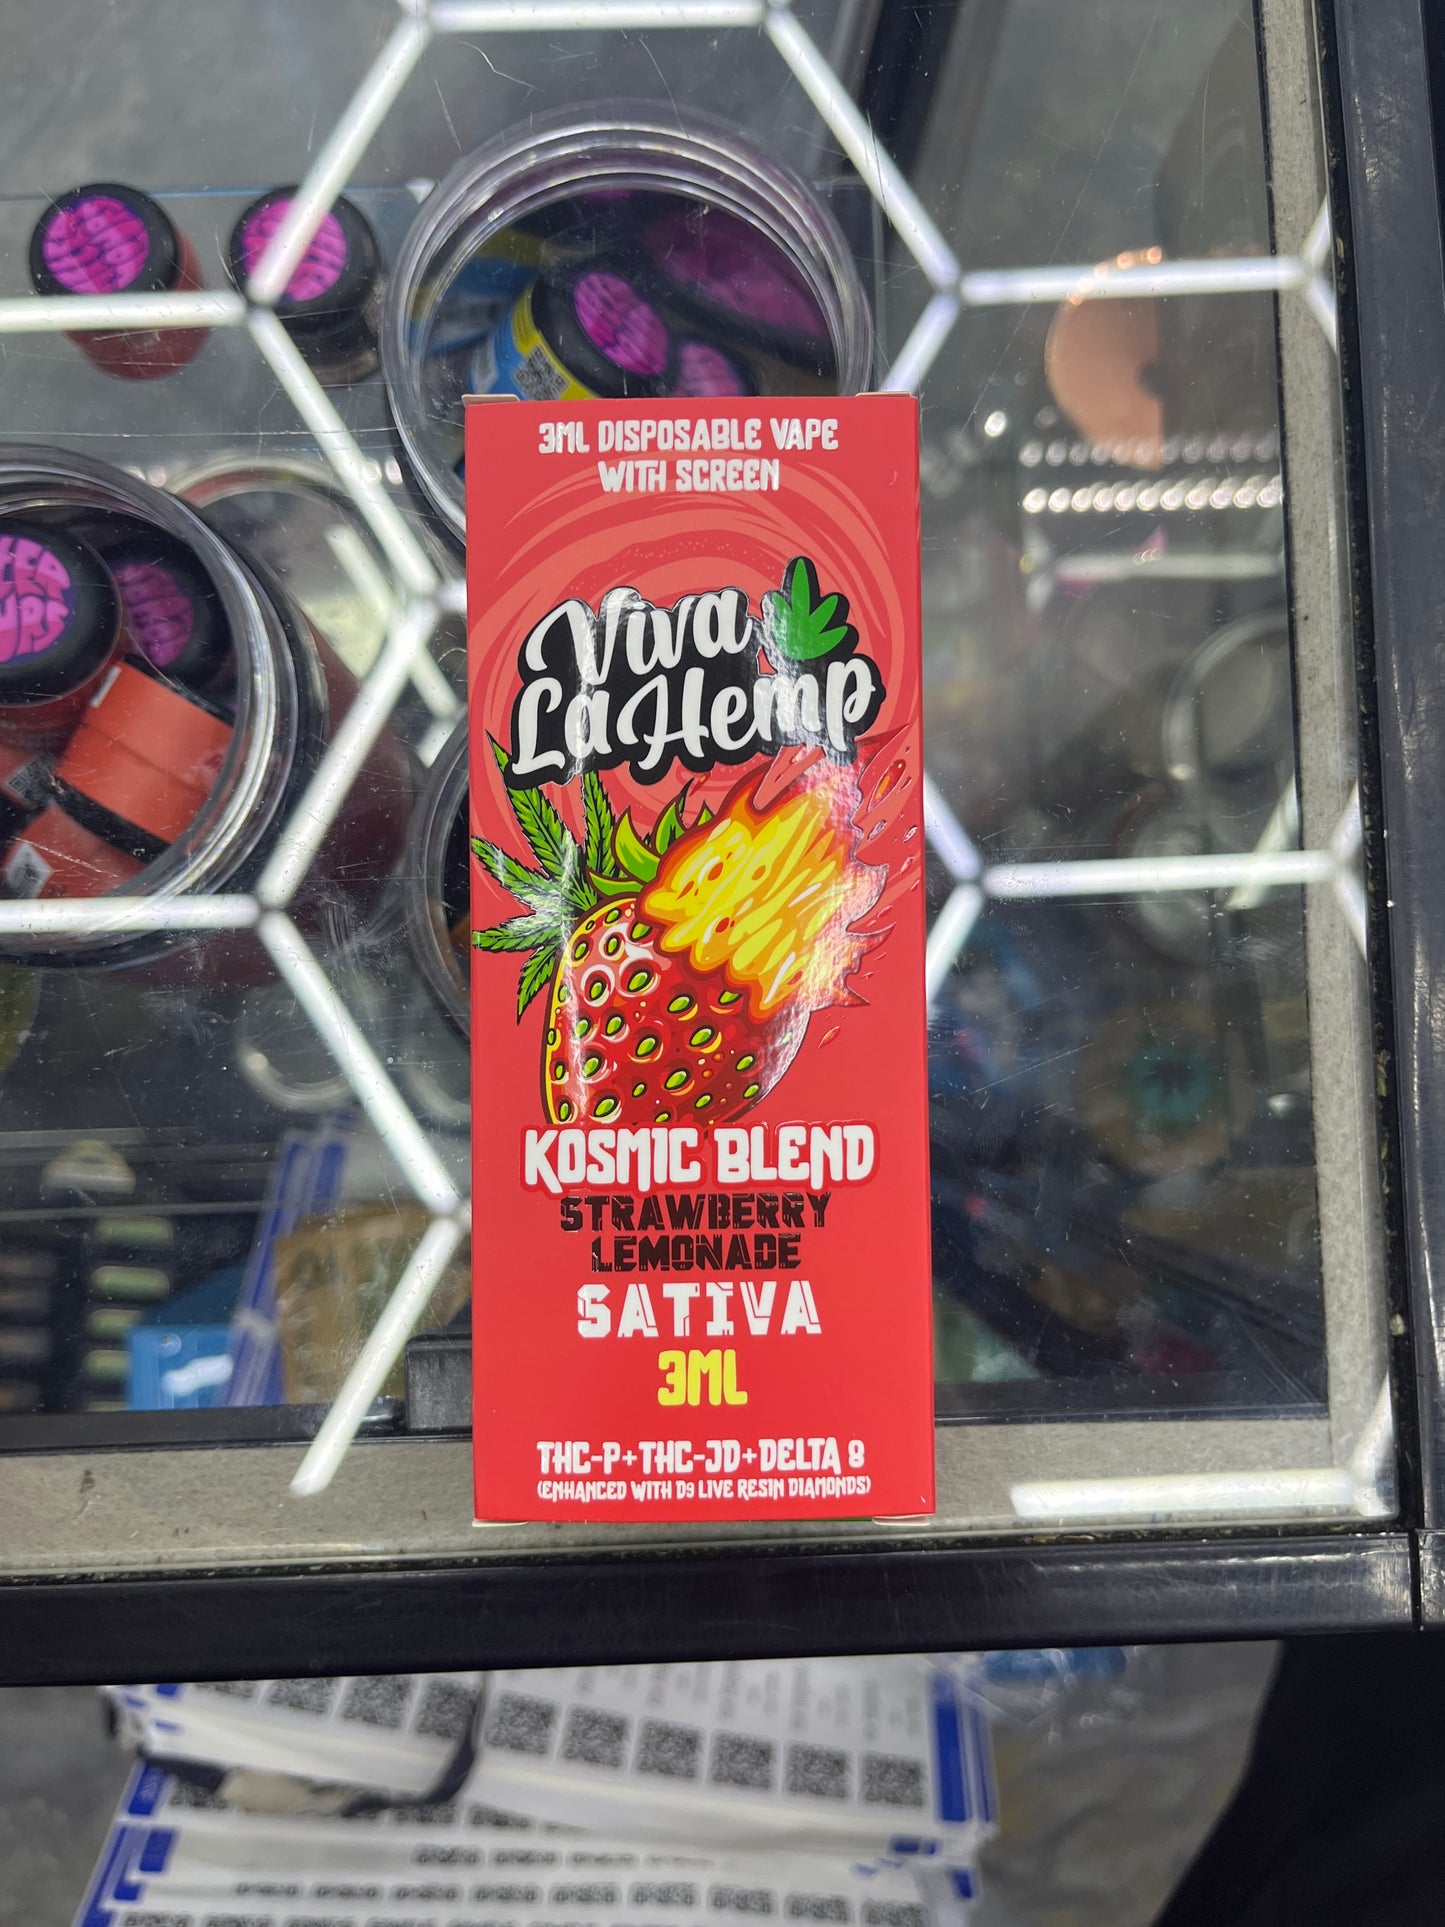 3ML DISPOSABLE VAPE
WITH SCREEN
Viva
La Hemp
KOSMIC BLEND
STRAWBERRY
LEMONADE
SATIVA
3ML
THC-P+THC-JD+DELTA 8
(ENHANCED WITH D9 LIVE RESIN DIAMONDS)